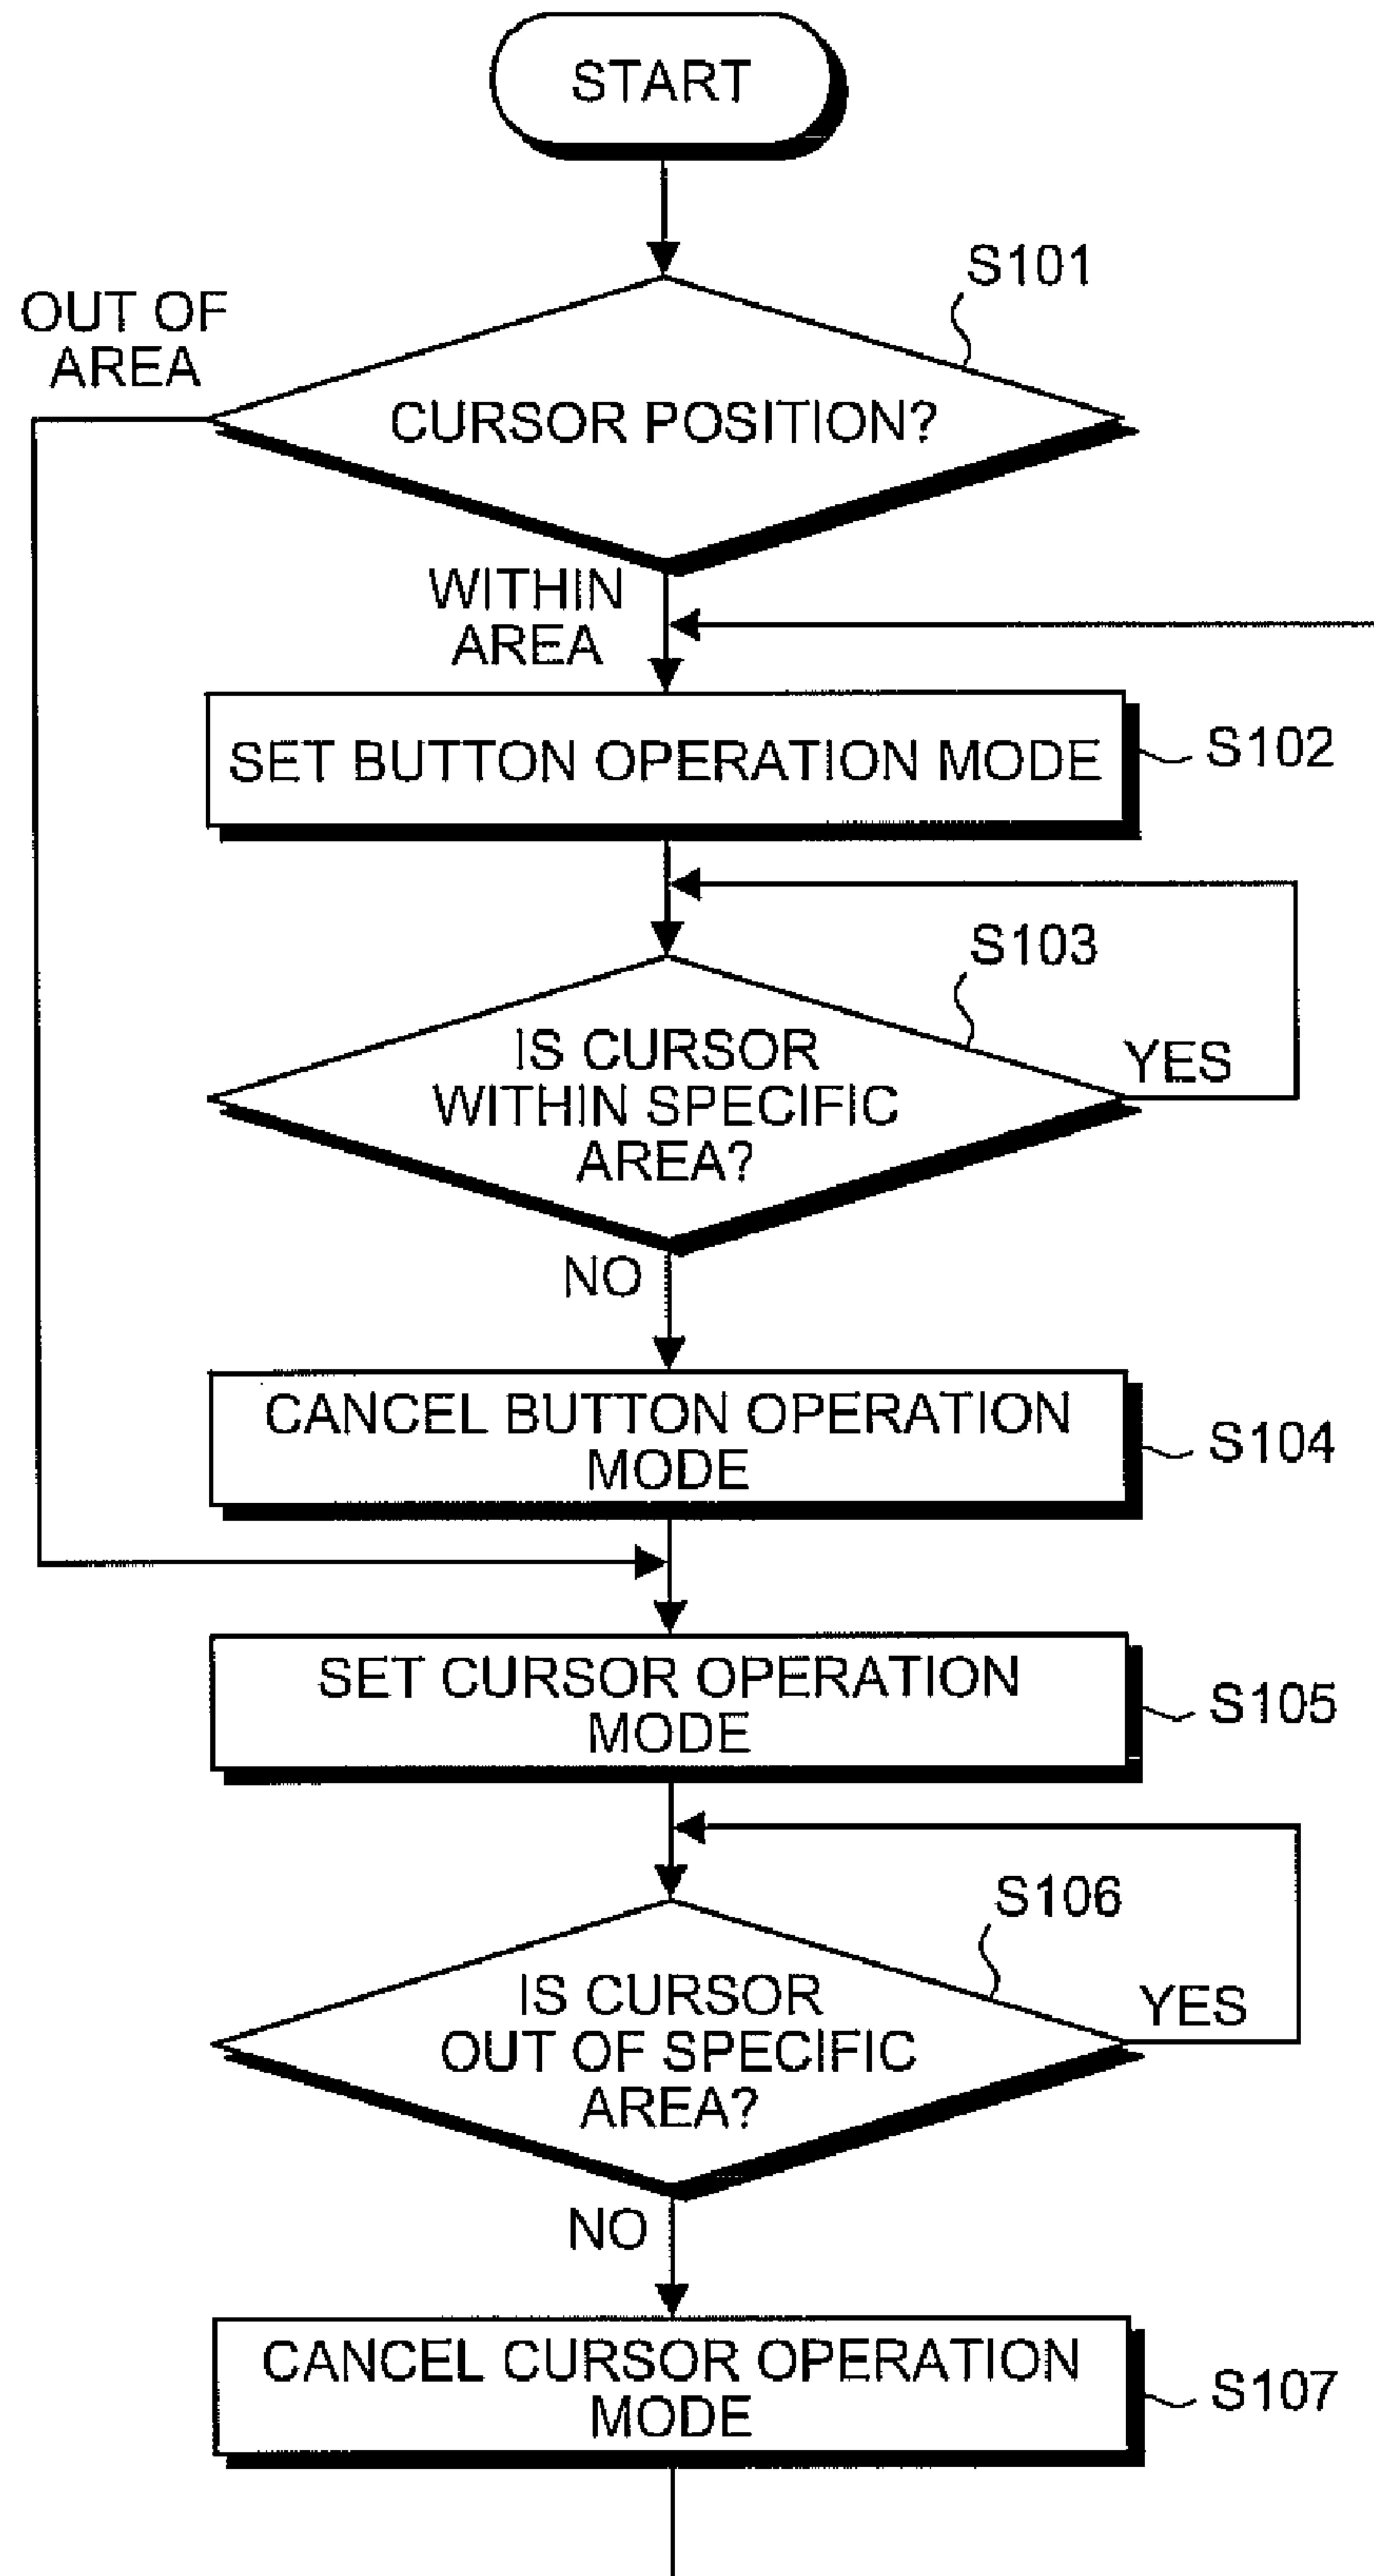 START
S101
OUT OF
AREA
CURSOR POSITION?
WITHIN
AREA
SET BUTTON OPERATION MODE
S102
S103
IS CURSOR
WITHIN SPECIFIC
AREA?
YES
NO
CANCEL BUTTON OPERATION
MODE
S104
SET CURSOR OPERATION
MODE
S105
S106
IS CURSOR
OUT OF SPECIFIC
AREA?
YES
NO
CANCEL CURSOR OPERATION
MODE
S107